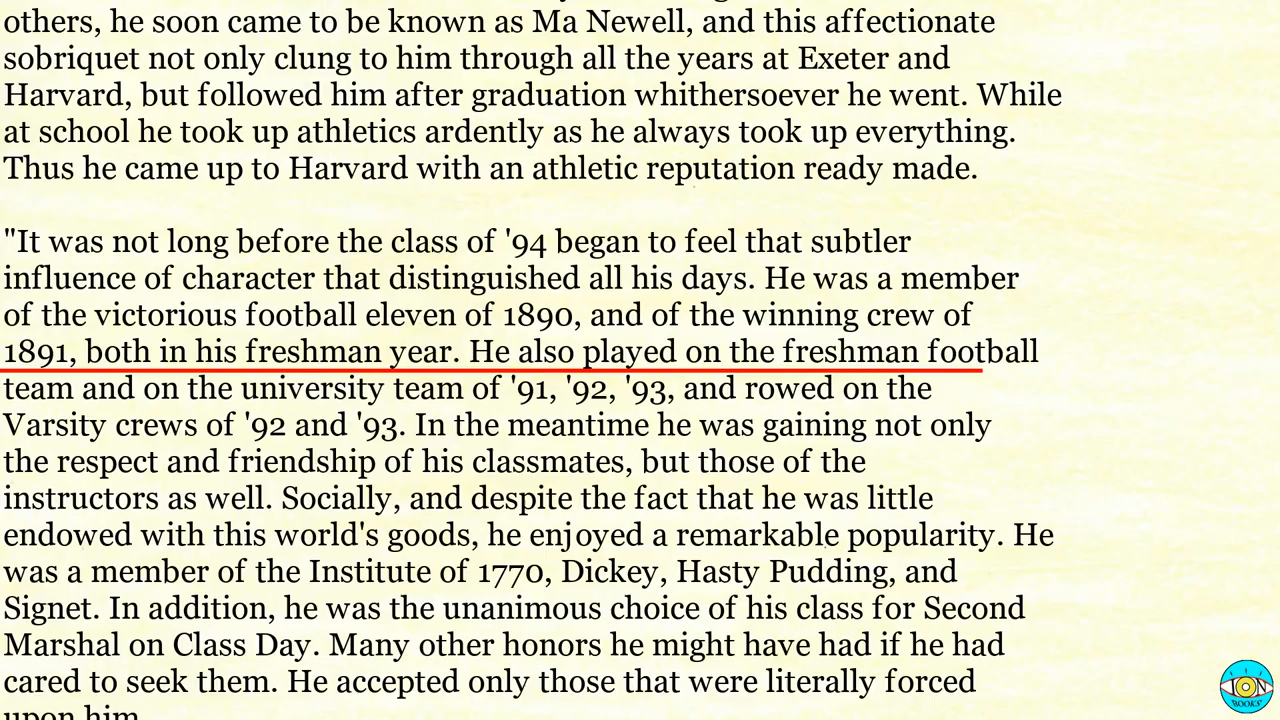 others, he soon came to be known as Ma Newell, and this affectionate
sobriquet not only clung to him through all the years at Exeter and
Harvard, but followed him after graduation whithersoever he went. While
at school he took up athletics ardently as he always took up everything.
Thus he came up to Harvard with an athletic reputation ready made.
"It was not long before the class of '94 began to feel that subtler
influence of character that distinguished all his days. He was a member
of the victorious football eleven of 1890, and of the winning crew of
1891, both in his freshman year. He also played on the freshman football
team and on the university team of '91, '92, '93, and rowed on the
Varsity crews of '92 and '93. In the meantime he was gaining not only
the respect and friendship of his classmates, but those of the
instructors as well. Socially, and despite the fact that he was little
endowed with this world's goods, he enjoyed a remarkable popularity. He
was a member of the Institute of 1770, Dickey, Hasty Pudding, and
Signet. In addition, he was the unanimous choice of his class for Second
Marshal on Class Day. Many other honors he might have had if he had
cared to seek them. He accepted only those that were literally forced
upon him
ION
BOOKS